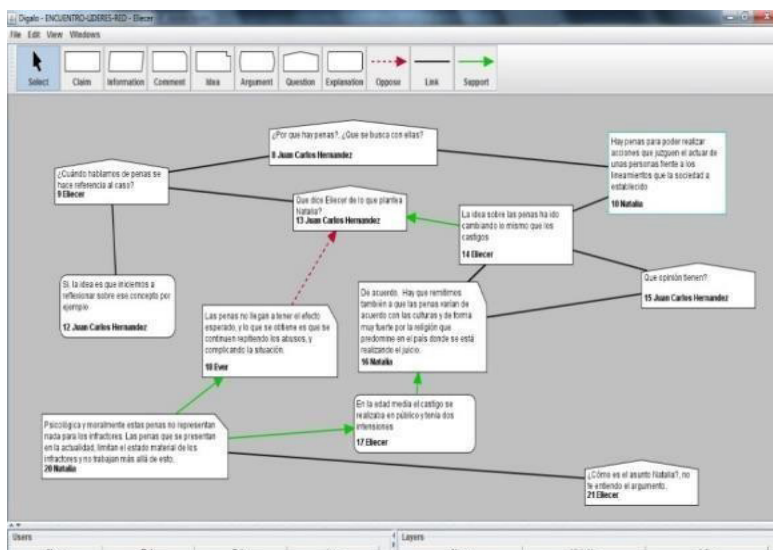 Digalo - ENCUENTRO-LIDERES-RED - Eliecer
File Edit View Windows
Select Claim Information Comment Idea Argument Question Explanation Oppose Link Support
¿Por que hay penas?, ¿Que se busca con ellas?
8 Juan Carlos Hernandez
Hay penas para poder realizar
acciones que juzguen el actuar de
unas personas frente a los
lineamientos que la sociedad a
establecido
10 Natalia
¿Cuándo hablamos de penas se
hace referencia al caso?
9 Eliecer
Que dice Eliecer de lo que plantea
Natalia?
13 Juan Carlos Hernandez
La idea sobre las penas ha ido
cambiando lo mismo que los
castigos
14 Eliecer
Si, la idea es que iniciemos a
reflexionar sobre ese concepto por
ejemplo
12 Juan Carlos Hernandez
Que opinión tienen?
15 Juan Carlos Hernandez
De acuerdo. Hay que remitirnos
también a que las penas varían de
acuerdo con las culturas y de forma
muy fuerte por la religión que
predomine en el país donde se está
realizando el juicio.
16 Natalia
Las penas no llegan a tener el efecto
esperado, y lo que se obtiene es que se
continuen repitiendo los abusos, y
complicando la situación.
18 Ever
En la edad media el castigo se
realizaba en público y tenía dos
intensiones
17 Eliecer
Psicológica y moralmente estas penas no representan
nada para los infractores. Las penas que se presentan
en la actualidad, limitan el estado material de los
infractores y no trabajan más allá de esto.
20 Natalia
¿Cómo es el asunto Natalia?, no
te entiendo el argumento.
21 Eliecer
Users Layers